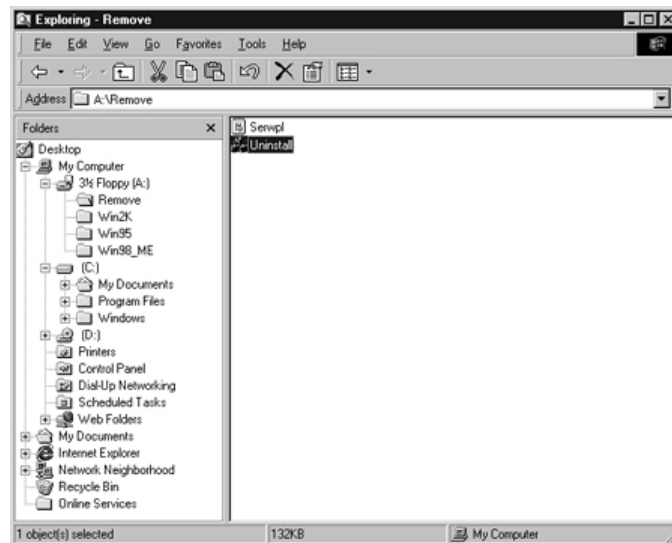 Exploring - Remove
File Edit View Go Favorites Tools Help
Address A:\Remove
Folders
Desktop
My Computer
3½ Floppy (A:)
Remove
Win2K
Win95
Win98_ME
(C:)
My Documents
Program Files
Windows
(D:)
Printers
Control Panel
Dial-Up Networking
Scheduled Tasks
Web Folders
My Documents
Internet Explorer
Network Neighborhood
Recycle Bin
Online Services
Serwpl
Uninstall
1 object(s) selected 132KB My Computer